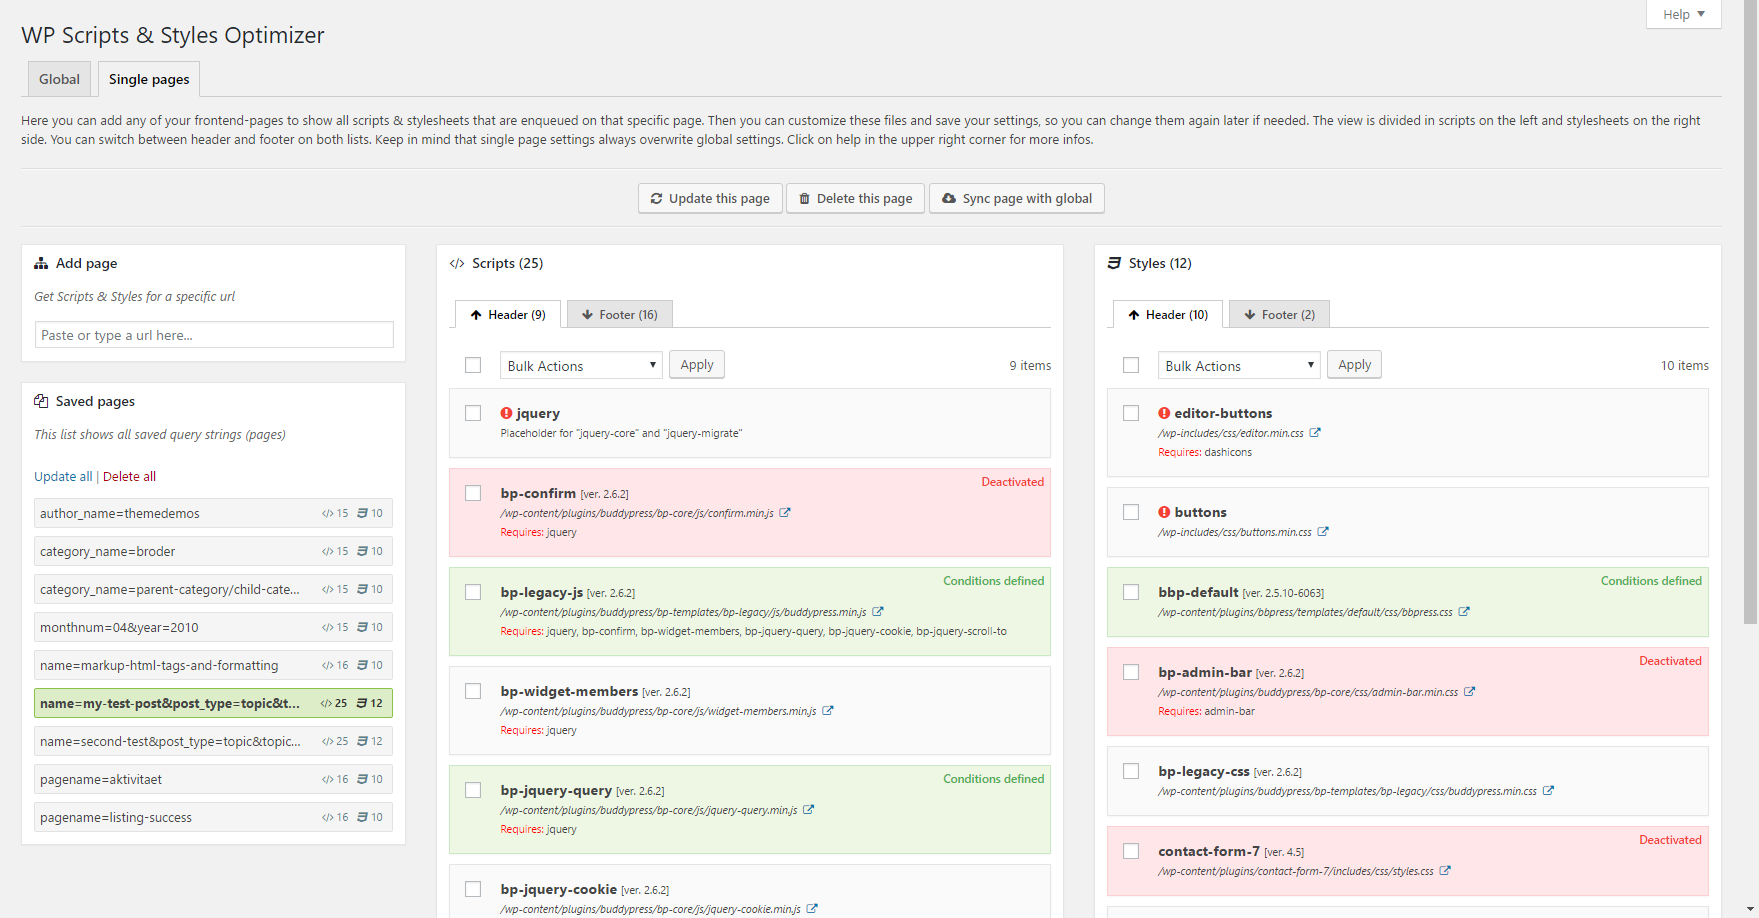 Help
WP Scripts & Styles Optimizer
Global
Single pages
Here you can add any of your frontend-pages to show all scripts & stylesheets that are enqueued on that specific page. Then you can customize these files and save your settings, so you can change them again later if needed. The view is divided in scripts on the left and stylesheets on the right
side. You can switch between header and footer on both lists. Keep in mind that single page settings always overwrite global settings. Click on help in the upper right corner for more infos.
Update this page
Delete this page
Sync page with global
Add page
Get Scripts & Styles for a specific url
Paste or type a url here...
Saved pages
This list shows all saved query strings (pages)
Update all | Delete all
author_name=themedemos </> 15 10
category_name=broder </> 15 10
category_name=parent-category/child-cate... </> 15 10
monthnum=04&year=2010 </> 15 10
name=markup-html-tags-and-formatting </> 16 10
name=my-test-post&post_type=topic&t... </> 25 12
name=second-test&post_type=topic&topic... </> 25 12
pagename=aktivitaet </> 16 10
pagename=listing-success </> 16 10
</> Scripts (25)
Header (9)
Footer (16)
Bulk Actions
Apply
9 items
jquery
Placeholder for "jquery-core" and "jquery-migrate"
Deactivated
bp-confirm [ver. 2.6.2]
/wp-content/plugins/buddypress/bp-core/js/confirm.min.js
Requires: jquery
Conditions defined
bp-legacy-js [ver. 2.6.2]
/wp-content/plugins/buddypress/bp-templates/bp-legacy/js/buddypress.min.js
Requires: jquery, bp-confirm, bp-widget-members, bp-jquery-query, bp-jquery-cookie, bp-jquery-scroll-to
bp-widget-members [ver. 2.6.2]
/wp-content/plugins/buddypress/bp-core/js/widget-members.min.js
Requires: jquery
Conditions defined
bp-jquery-query [ver. 2.6.2]
/wp-content/plugins/buddypress/bp-core/js/jquery-query.min.js
Requires: jquery
bp-jquery-cookie [ver. 2.6.2]
/wp-content/plugins/buddypress/bp-core/js/jquery-cookie.min.js
Styles (12)
Header (10)
Footer (2)
Bulk Actions
Apply
10 items
editor-buttons
/wp-includes/css/editor.min.css
Requires: dashicons
buttons
/wp-includes/css/buttons.min.css
Conditions defined
bbp-default [ver. 2.5.10-6063]
/wp-content/plugins/bbpress/templates/default/css/bbpress.css
Deactivated
bp-admin-bar [ver. 2.6.2]
/wp-content/plugins/buddypress/bp-core/css/admin-bar.min.css
Requires: admin-bar
bp-legacy-css [ver. 2.6.2]
/wp-content/plugins/buddypress/bp-templates/bp-legacy/css/buddypress.min.css
Deactivated
contact-form-7 [ver. 4.5]
/wp-content/plugins/contact-form-7/includes/css/styles.css